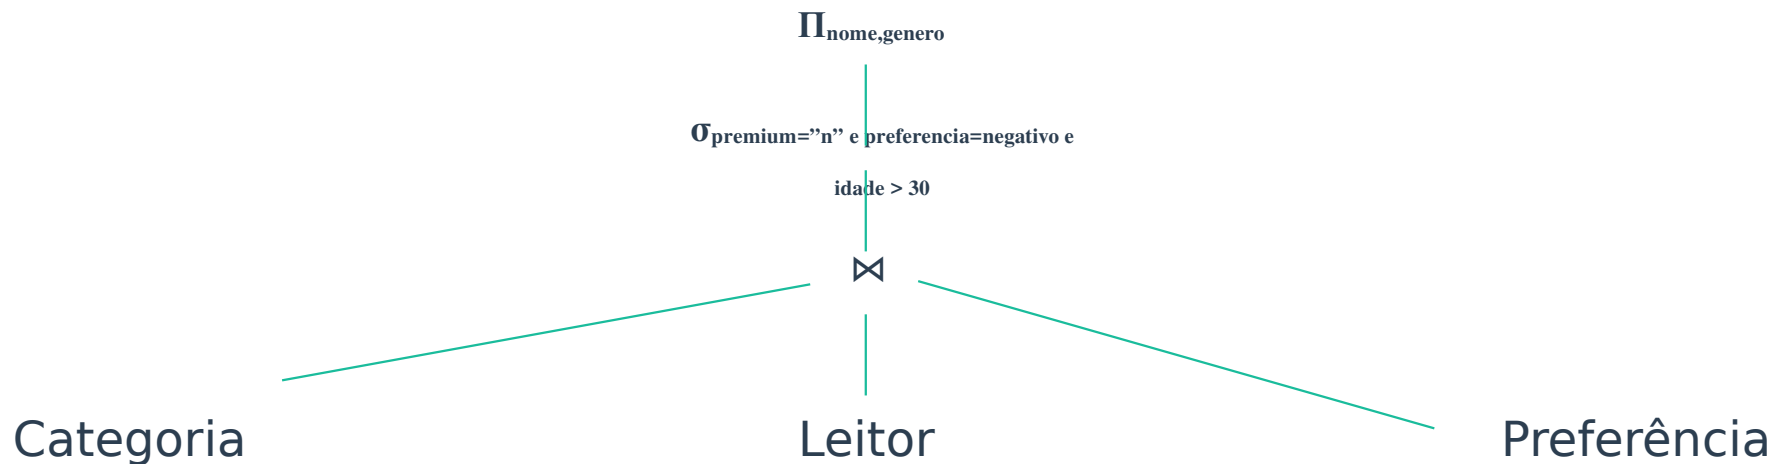 Πnome,genero
σpremium=”n” e preferencia=negativo e
idade > 30
⋈
Categoria Leitor Preferência